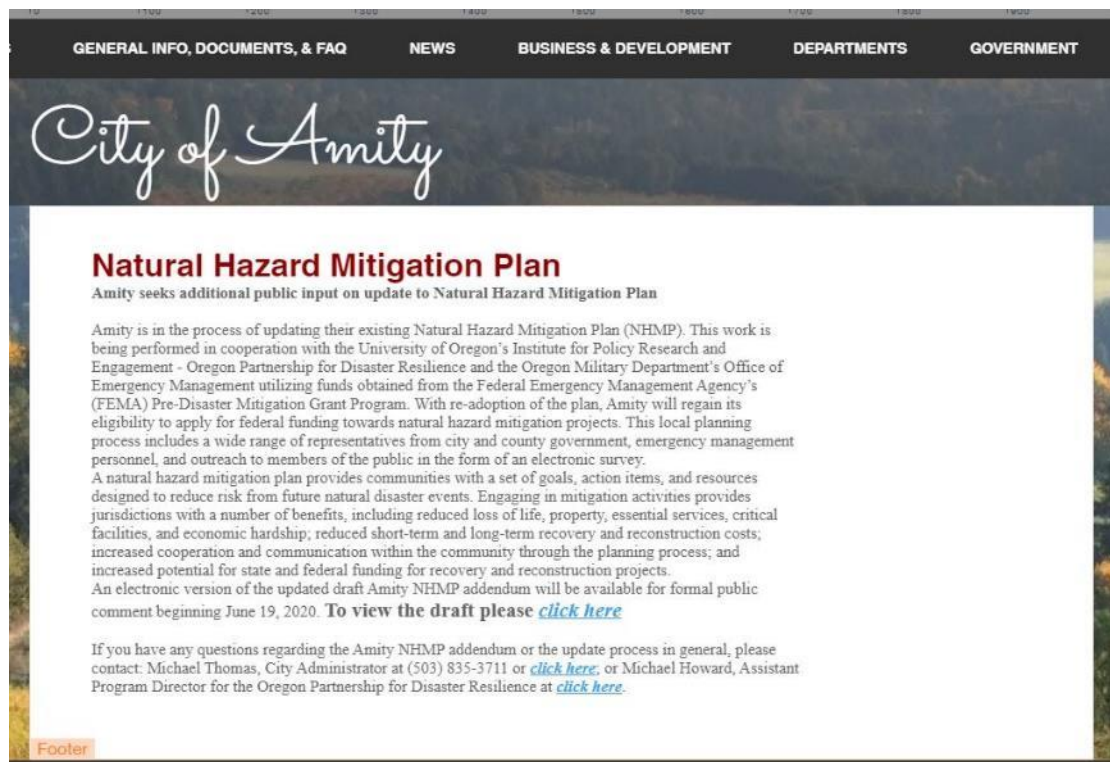 GENERAL INFO, DOCUMENTS, & FAQ NEWS BUSINESS & DEVELOPMENT DEPARTMENTS GOVERNMENT
City of Amity
Natural Hazard Mitigation Plan
Amity seeks additional public input on update to Natural Hazard Mitigation Plan
Amity is in the process of updating their existing Natural Hazard Mitigation Plan (NHMP). This work is
being performed in cooperation with the University of Oregon's Institute for Policy Research and
Engagement - Oregon Partnership for Disaster Resilience and the Oregon Military Department's Office of
Emergency Management utilizing funds obtained from the Federal Emergency Management Agency's
(FEMA) Pre-Disaster Mitigation Grant Program. With re-adoption of the plan, Amity will regain its
eligibility to apply for federal funding towards natural hazard mitigation projects. This local planning
process includes a wide range of representatives from city and county government, emergency management
personnel, and outreach to members of the public in the form of an electronic survey.
A natural hazard mitigation plan provides communities with a set of goals, action items, and resources
designed to reduce risk from future natural disaster events. Engaging in mitigation activities provides
jurisdictions with a number of benefits, including reduced loss of life, property, essential services, critical
facilities, and economic hardship; reduced short-term and long-term recovery and reconstruction costs;
increased cooperation and communication within the community through the planning process; and
increased potential for state and federal funding for recovery and reconstruction projects.
An electronic version of the updated draft Amity NHMP addendum will be available for formal public
comment beginning June 19, 2020. To view the draft please click here
If you have any questions regarding the Amity NHMP addendum or the update process in general, please
contact: Michael Thomas, City Administrator at (503) 835-3711 or click here; or Michael Howard, Assistant
Program Director for the Oregon Partnership for Disaster Resilience at click here.
Footer